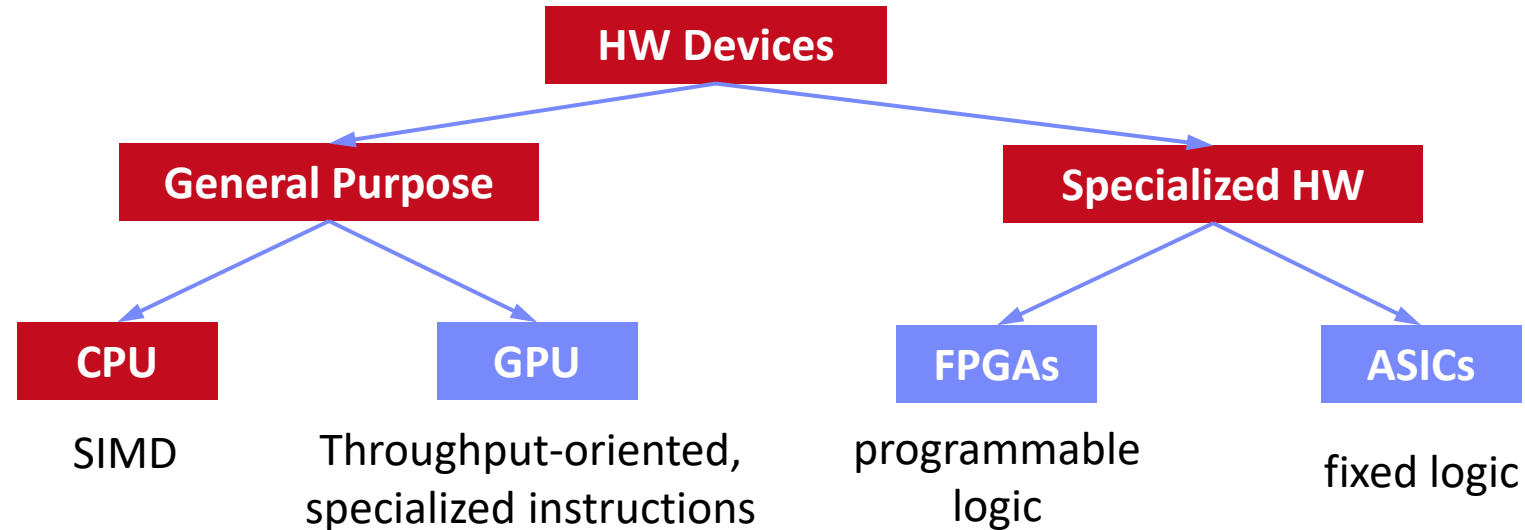 HW Devices
General Purpose
Specialized HW
CPU
GPU
FPGAs
ASICs
SIMD
Throughput-oriented,
specialized instructions
programmable
logic
fixed logic